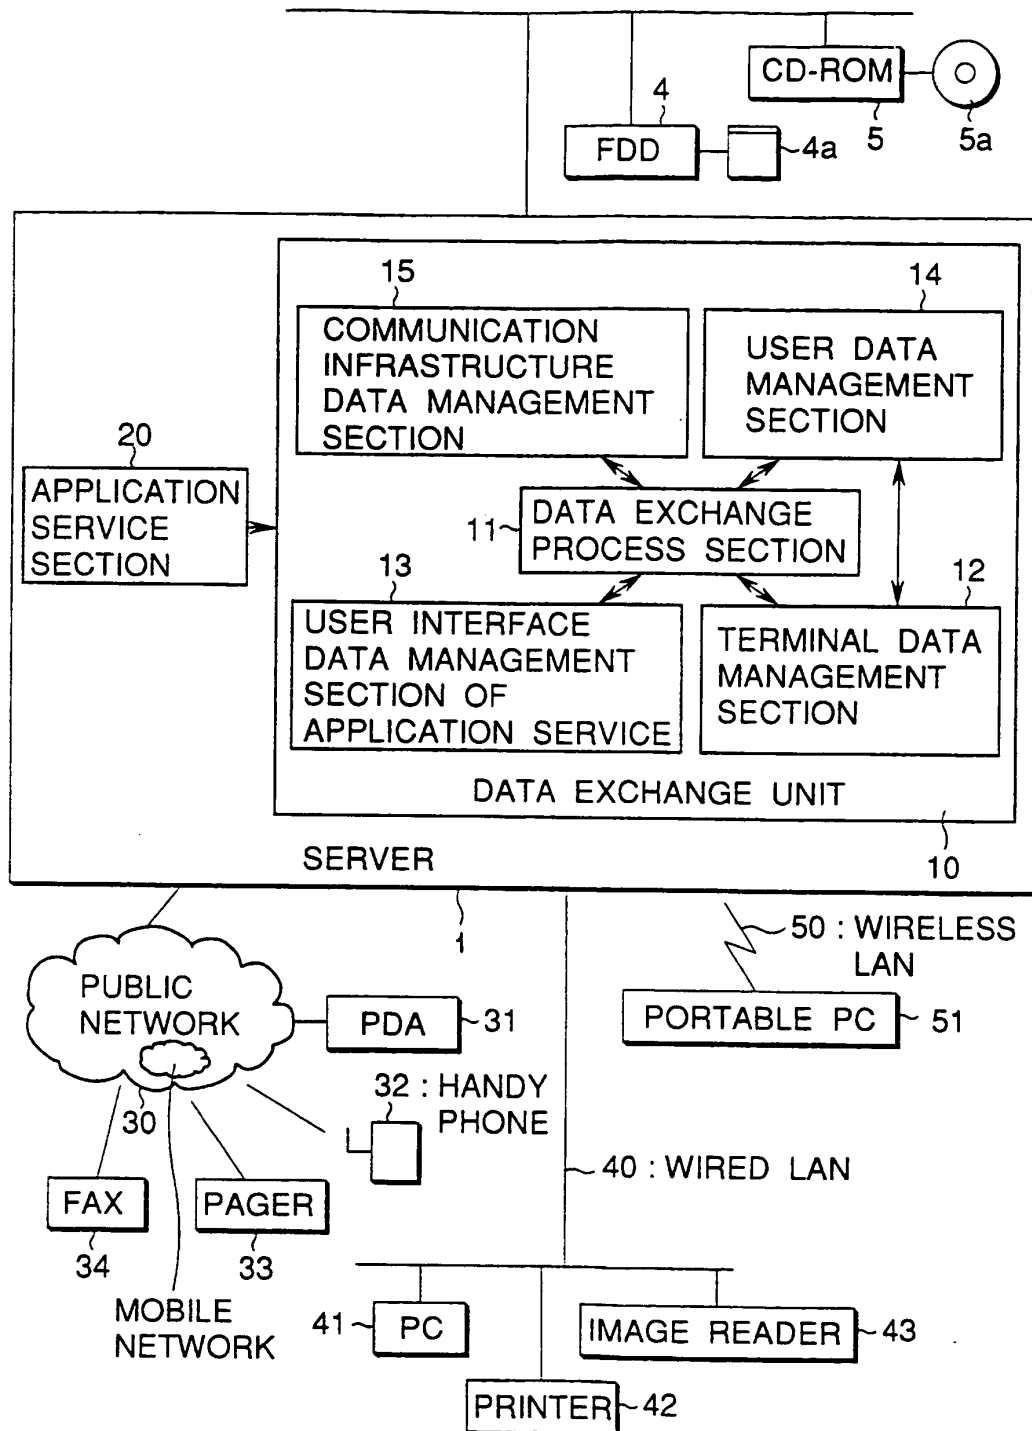 CD-ROM
5
5a
4
FDD
4a
15
COMMUNICATION
INFRASTRUCTURE
DATA MANAGEMENT
SECTION
14
USER DATA
MANAGEMENT
SECTION
20
APPLICATION
SERVICE
SECTION
11
DATA EXCHANGE
PROCESS SECTION
13
USER INTERFACE
DATA MANAGEMENT
SECTION OF
APPLICATION SERVICE
12
TERMINAL DATA
MANAGEMENT
SECTION
DATA EXCHANGE UNIT
10
SERVER
1
50 : WIRELESS
LAN
PUBLIC
NETWORK
PDA
31
PORTABLE PC
51
30
32 : HANDY
PHONE
40 : WIRED LAN
FAX
34
PAGER
33
MOBILE
NETWORK
41
PC
IMAGE READER
43
PRINTER
42